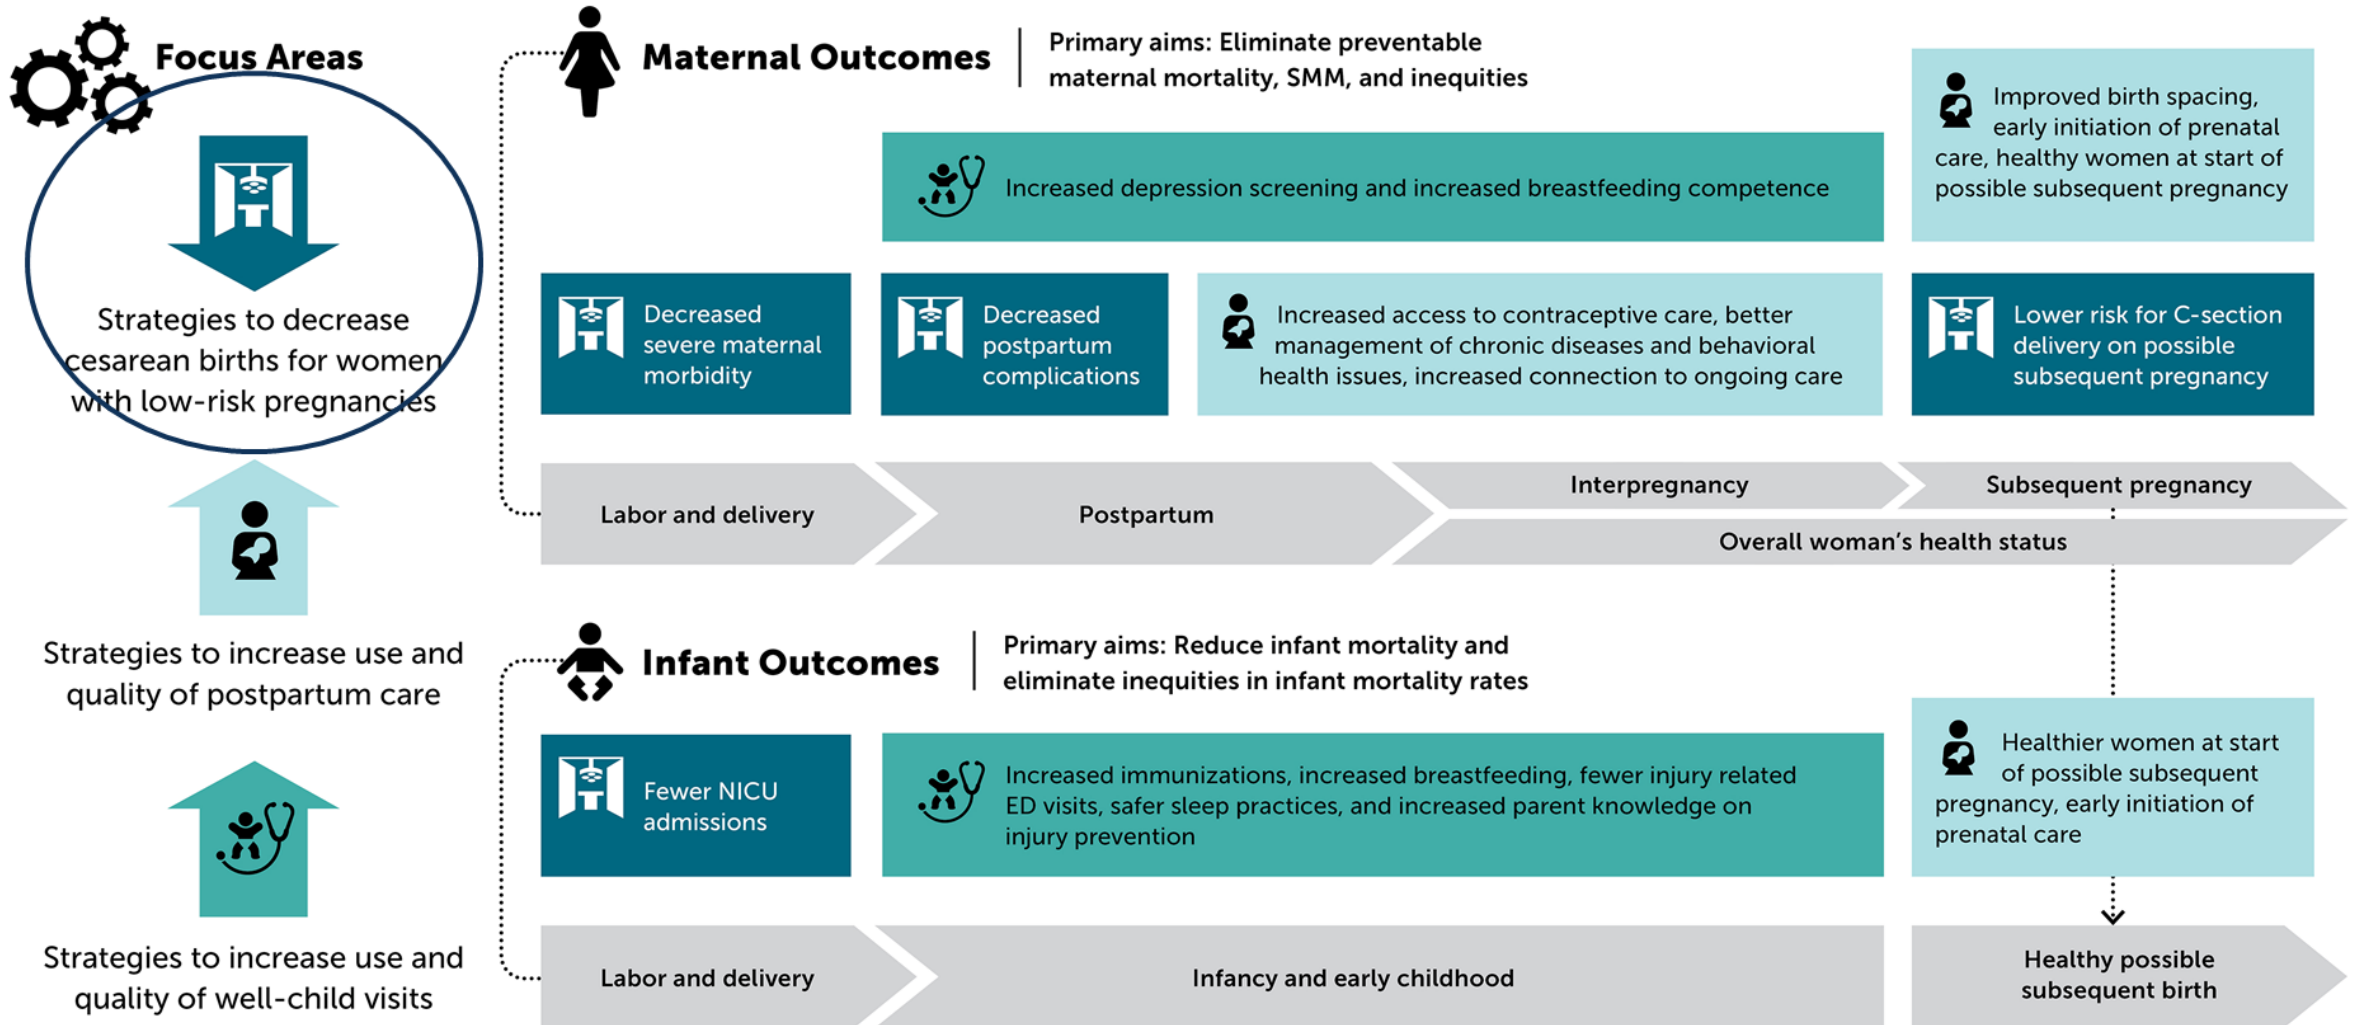 Focus Areas
Strategies to decrease
cesarean births for women
with low-risk pregnancies
Strategies to increase use and
quality of postpartum care
Strategies to increase use and
quality of well-child visits
Maternal Outcomes
Primary aims: Eliminate preventable
maternal mortality, SMM, and inequities
Increased depression screening and increased breastfeeding competence
Improved birth spacing,
early initiation of prenatal
care, healthy women at start of
possible subsequent pregnancy
Decreased
severe maternal
morbidity
Decreased
postpartum
complications
Increased access to contraceptive care, better
management of chronic diseases and behavioral
health issues, increased connection to ongoing care
Lower risk for C-section
delivery on possible
subsequent pregnancy
Labor and delivery
Postpartum
Interpregnancy
Subsequent pregnancy
Overall woman's health status
Infant Outcomes
Primary aims: Reduce infant mortality and
eliminate inequities in infant mortality rates
Fewer NICU
admissions
Increased immunizations, increased breastfeeding, fewer injury related
ED visits, safer sleep practices, and increased parent knowledge on
injury prevention
Healthier women at start
of possible subsequent
pregnancy, early initiation of
prenatal care
Labor and delivery
Infancy and early childhood
Healthy possible
subsequent birth